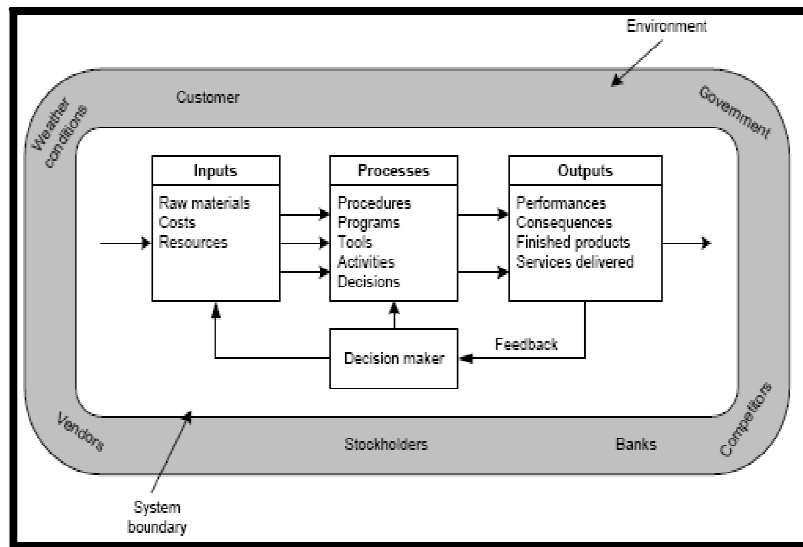 Environment
Customer
Government
Weather
conditions
Inputs
Raw materials
Costs
Resources
Processes
Procedures
Programs
Tools
Activities
Decisions
Outputs
Performances
Consequences
Finished products
Services delivered
Decision maker
Feedback
Vendors
Stockholders
Banks
Competitors
System
boundary